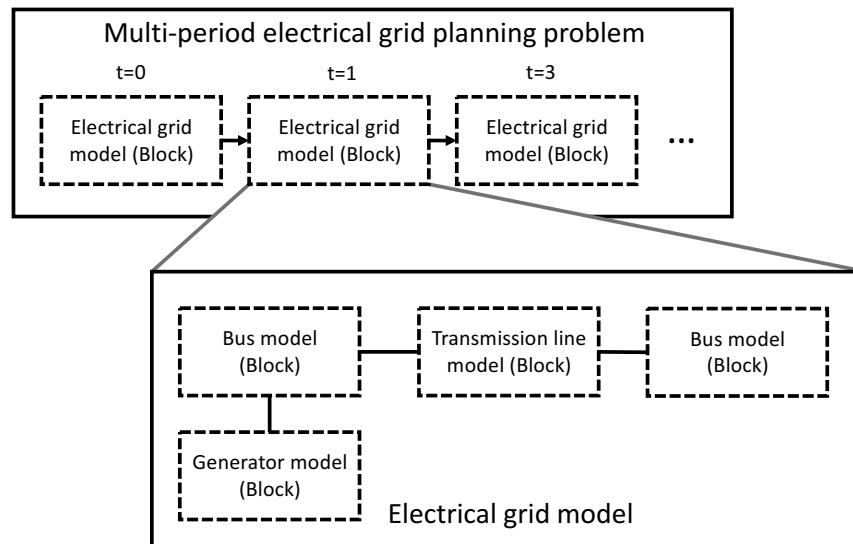 Multi-period electrical grid planning problem
t=0
t=1
t=3
Electrical grid
model (Block)
Electrical grid
model (Block)
Electrical grid
model (Block)
...
Bus model
(Block)
Transmission line
model (Block)
Bus model
(Block)
Generator model
(Block)
Electrical grid model